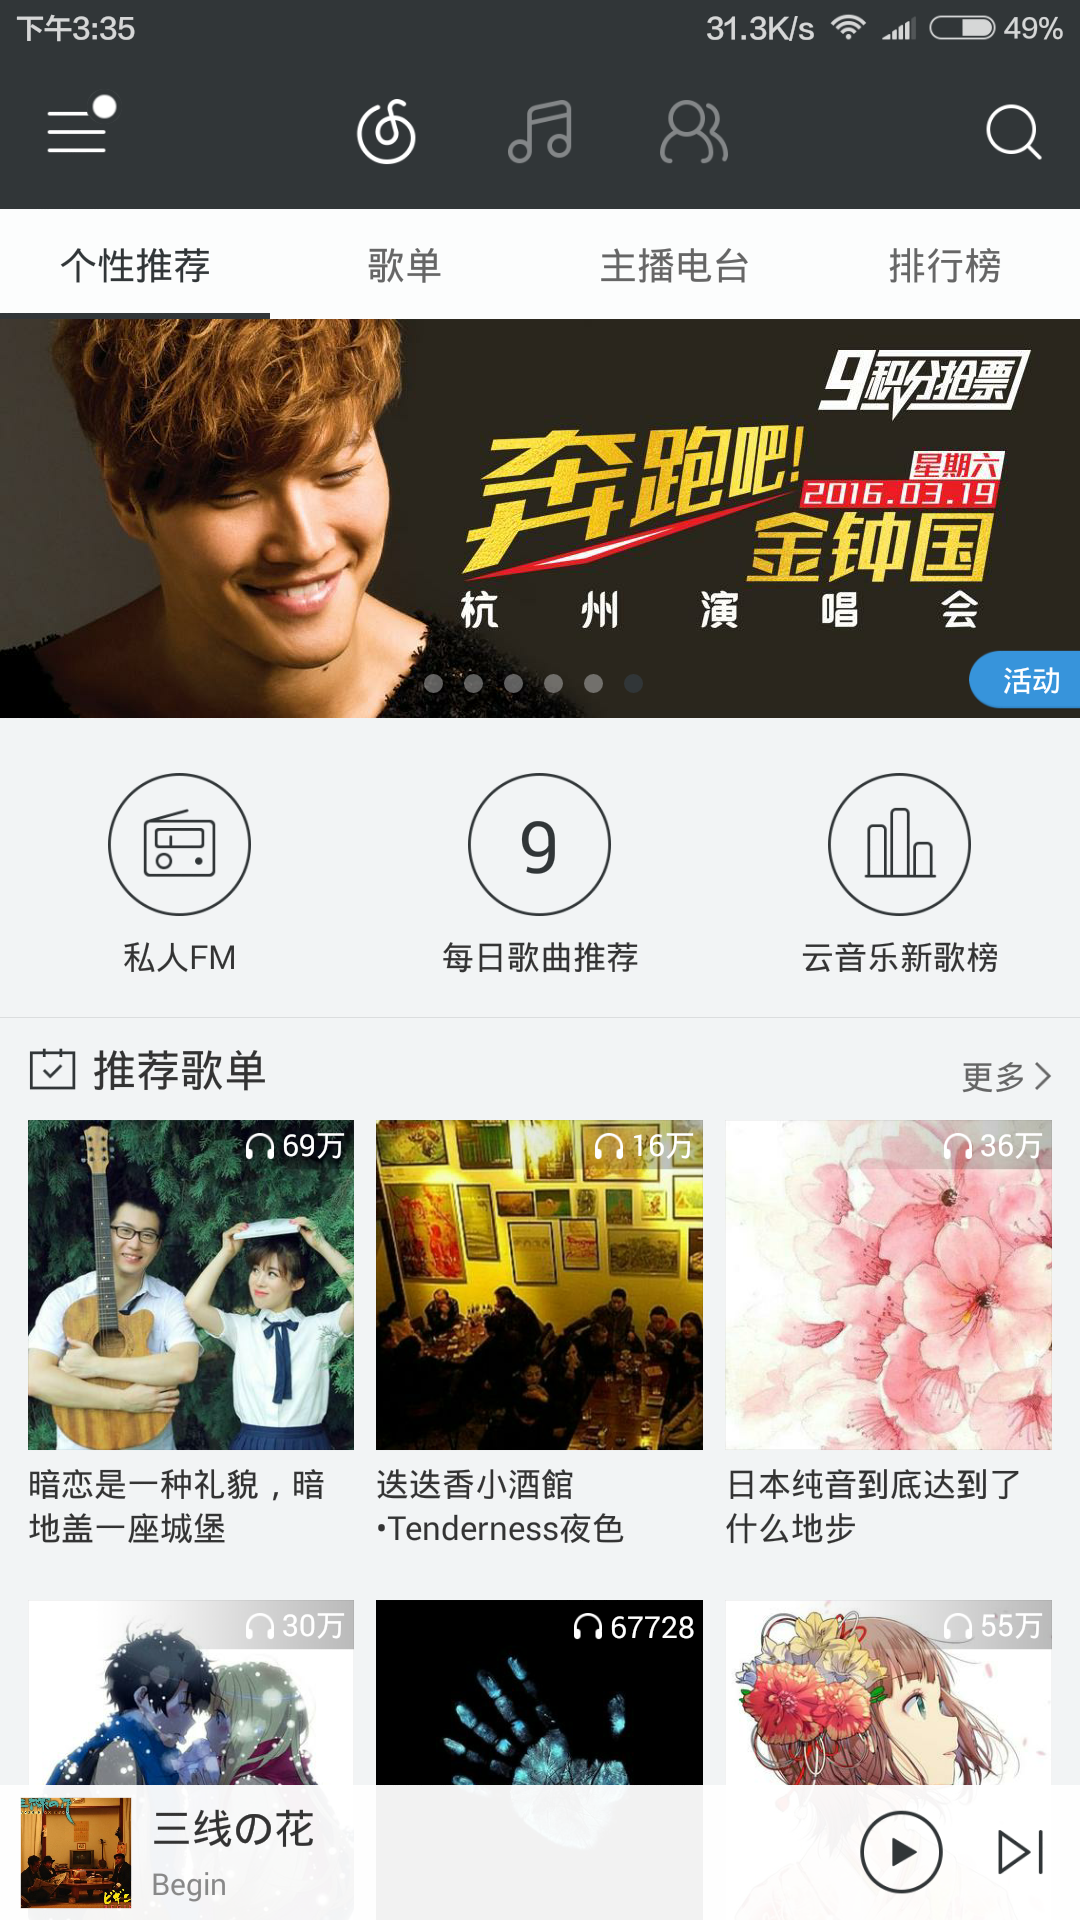 下午3:35
31.3K/s
49%
个性推荐
歌单
主播电台
排行榜
9积分抢票
奔跑吧!
星期六
2016.03.19
金钟国
杭州演唱会
活动
9
私人FM
每日歌曲推荐
云音乐新歌榜
推荐歌单
更多
69万
16万
36万
暗恋是一种礼貌，暗
地盖一座城堡
迭迭香小酒館
•Tenderness夜色
日本纯音到底达到了
什么地步
30万
67728
55万
三线の花
Begin